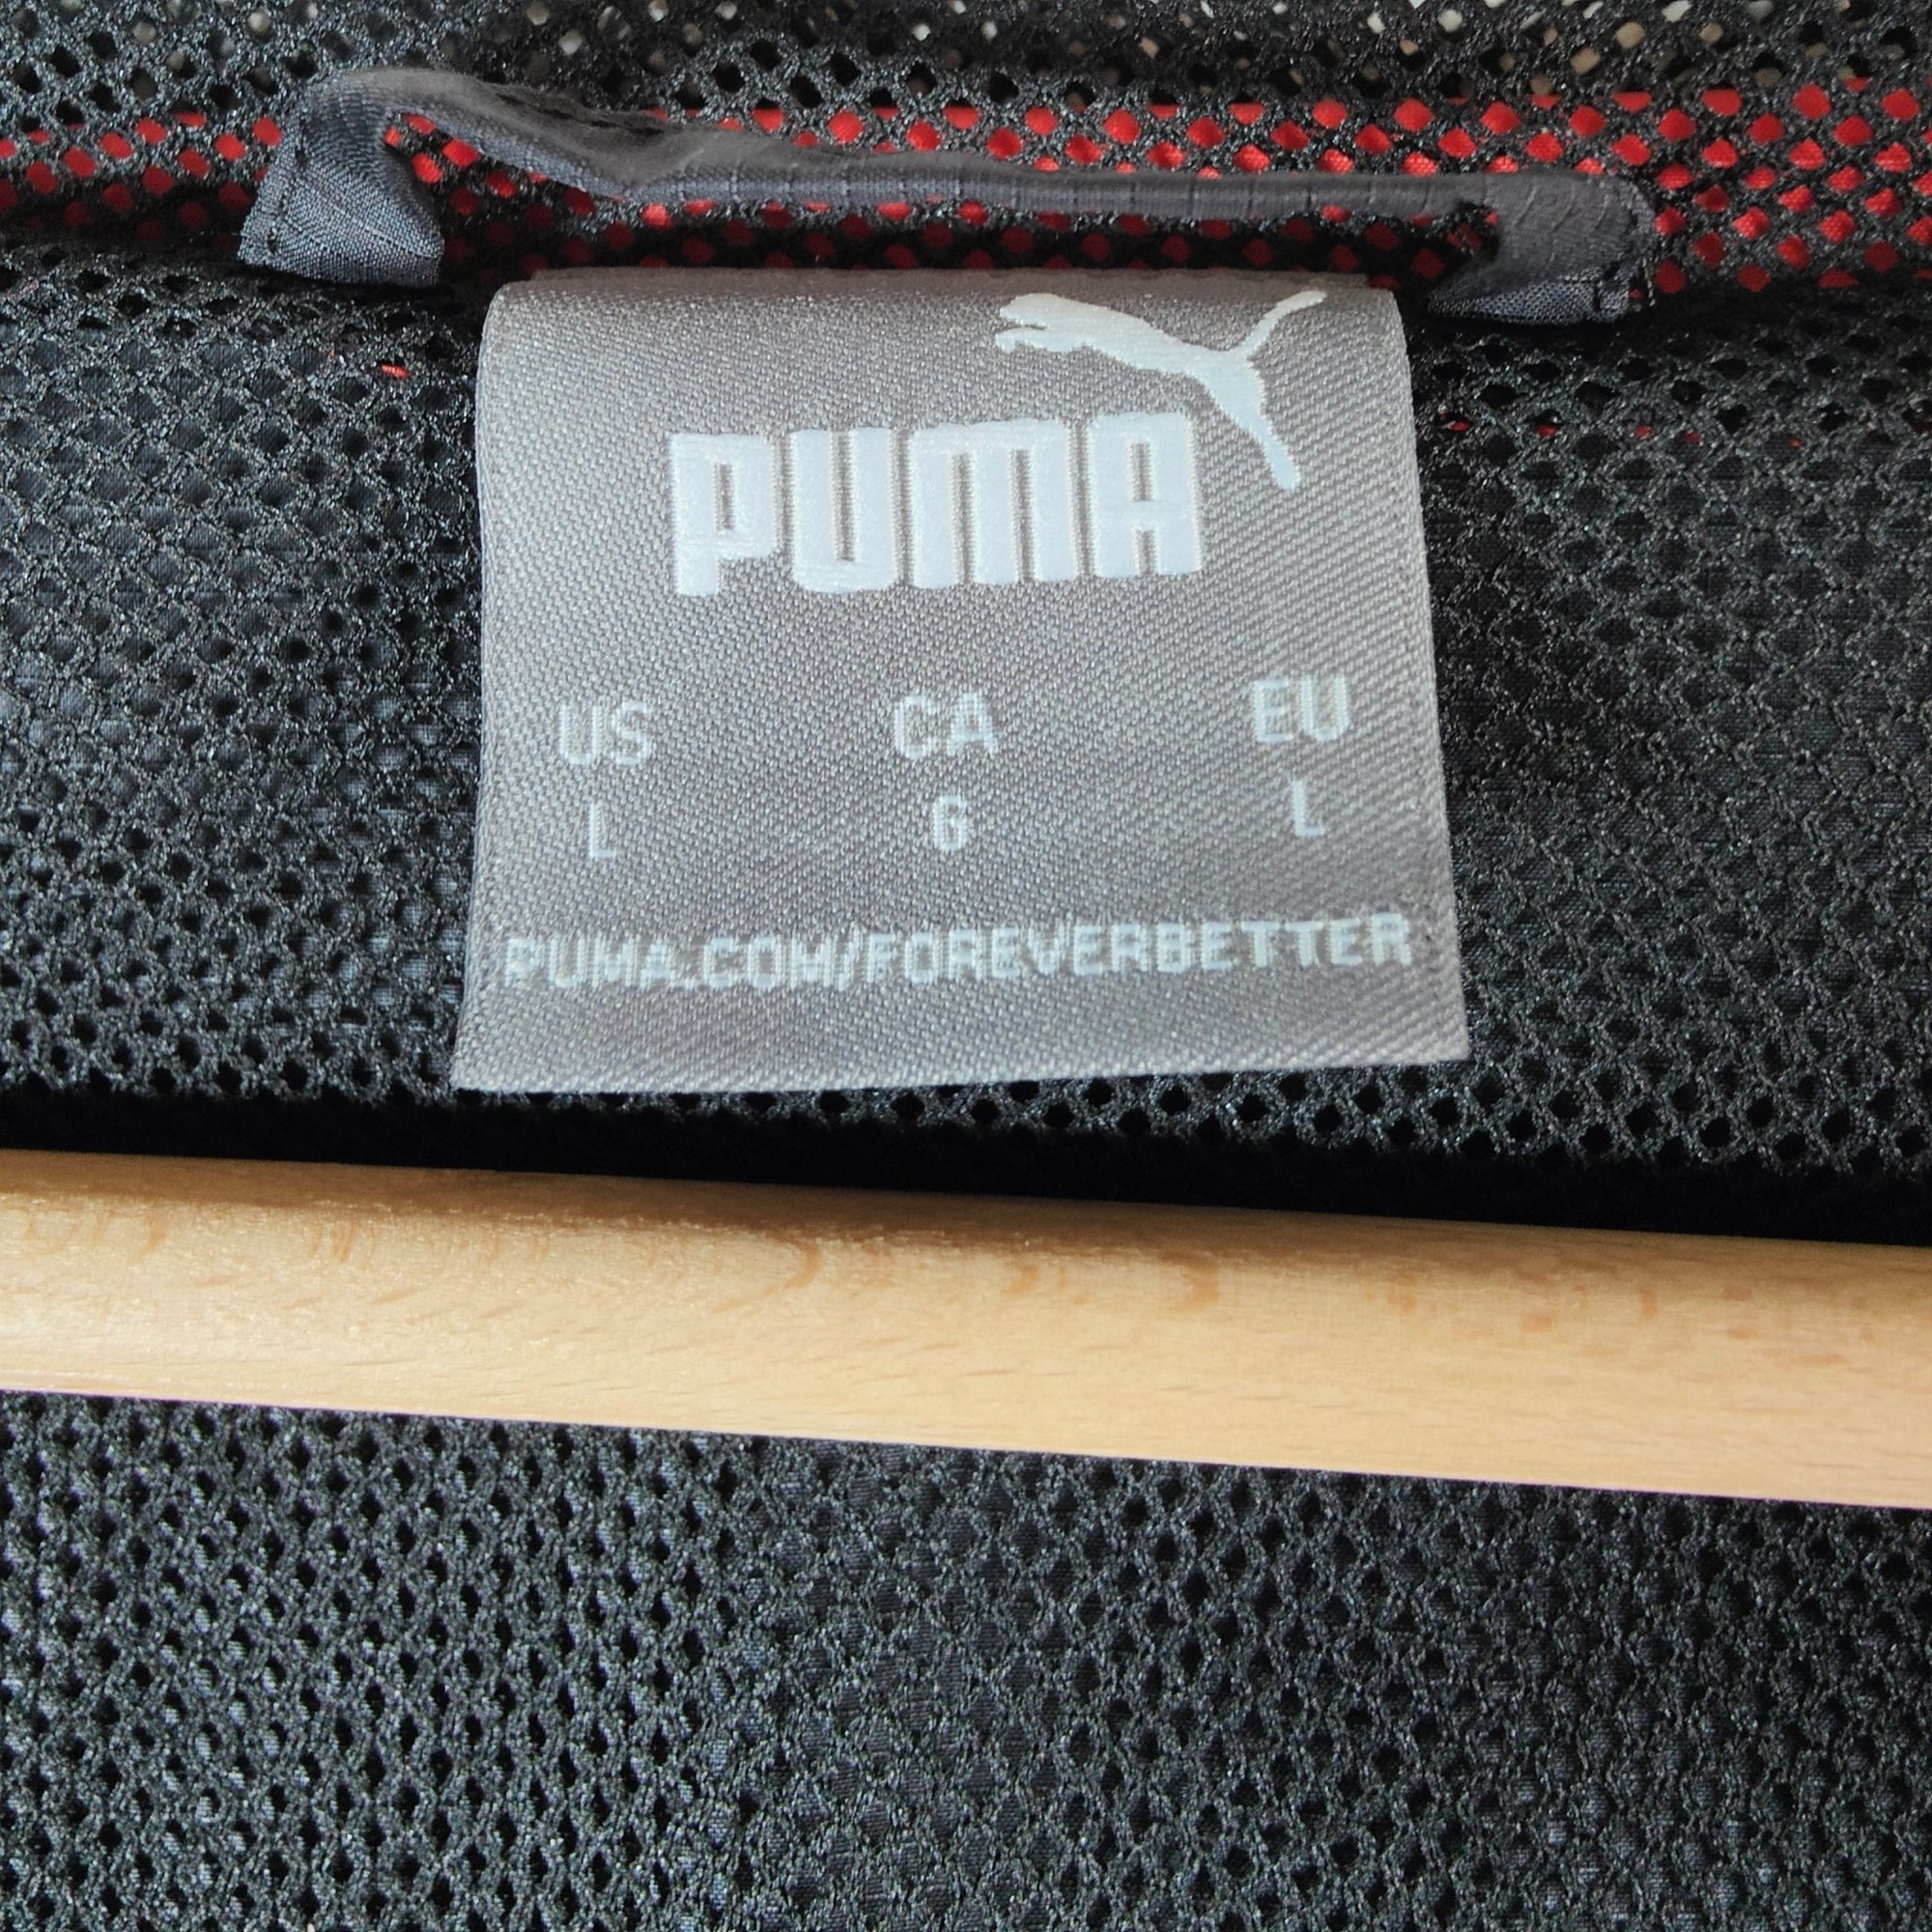 PUMA
US CA EU
L G L
PUMA.COM/FOREVERBETTER